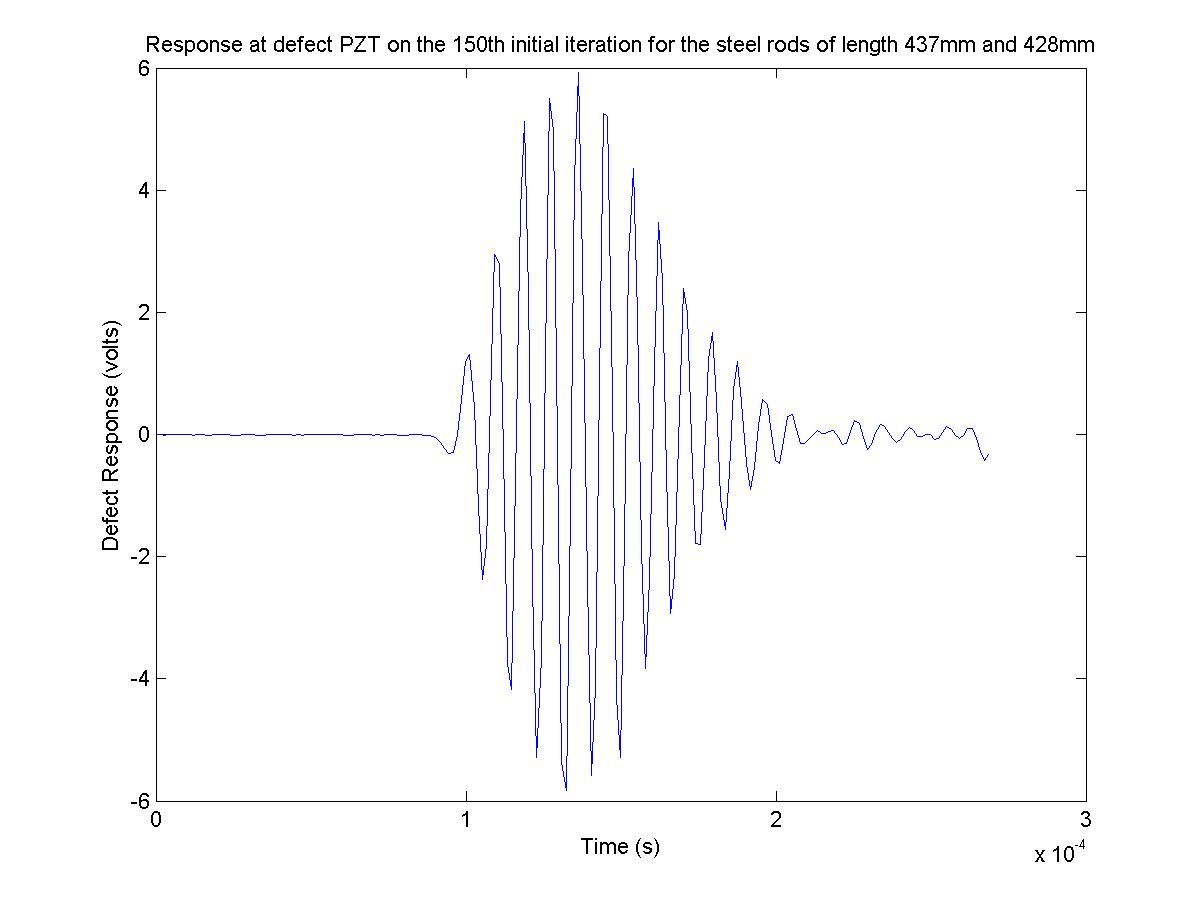 Response at defect PZT on the 150th initial iteration for the steel rods of length 437mm and 428mm
6
4
2
0
-2
-4
-6
Defect Response (volts)
0 1 2 3
Time (s)
x 10-4